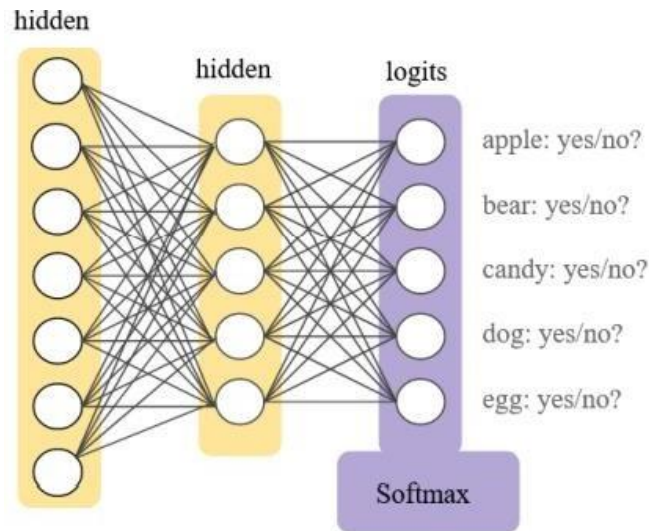 hidden
hidden
logits
apple: yes/no?
bear: yes/no?
candy: yes/no?
dog: yes/no?
egg: yes/no?
Softmax